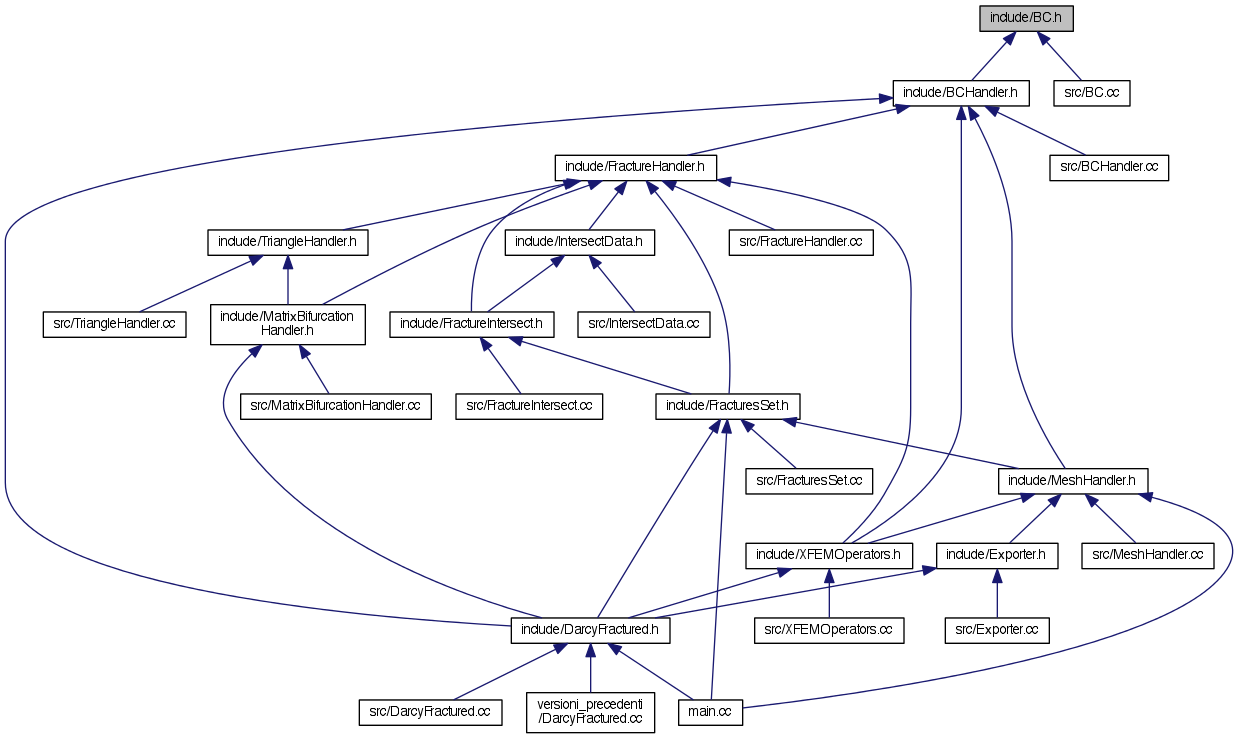 include/BC.h
include/BCHandler.h
src/BC.cc
include/FractureHandler.h
src/BCHandler.cc
include/TriangleHandler.h
include/IntersectData.h
src/FractureHandler.cc
src/TriangleHandler.cc
include/MatrixBifurcation
Handler.h
include/FractureIntersect.h
src/IntersectData.cc
src/MatrixBifurcationHandler.cc
src/FractureIntersect.cc
include/FracturesSet.h
src/FracturesSet.cc
include/MeshHandler.h
include/XFEMOperators.h
include/Exporter.h
src/MeshHandler.cc
include/DarcyFractured.h
src/XFEMOperators.cc
src/Exporter.cc
src/DarcyFractured.cc
versioni_precedenti
/DarcyFractured.cc
main.cc